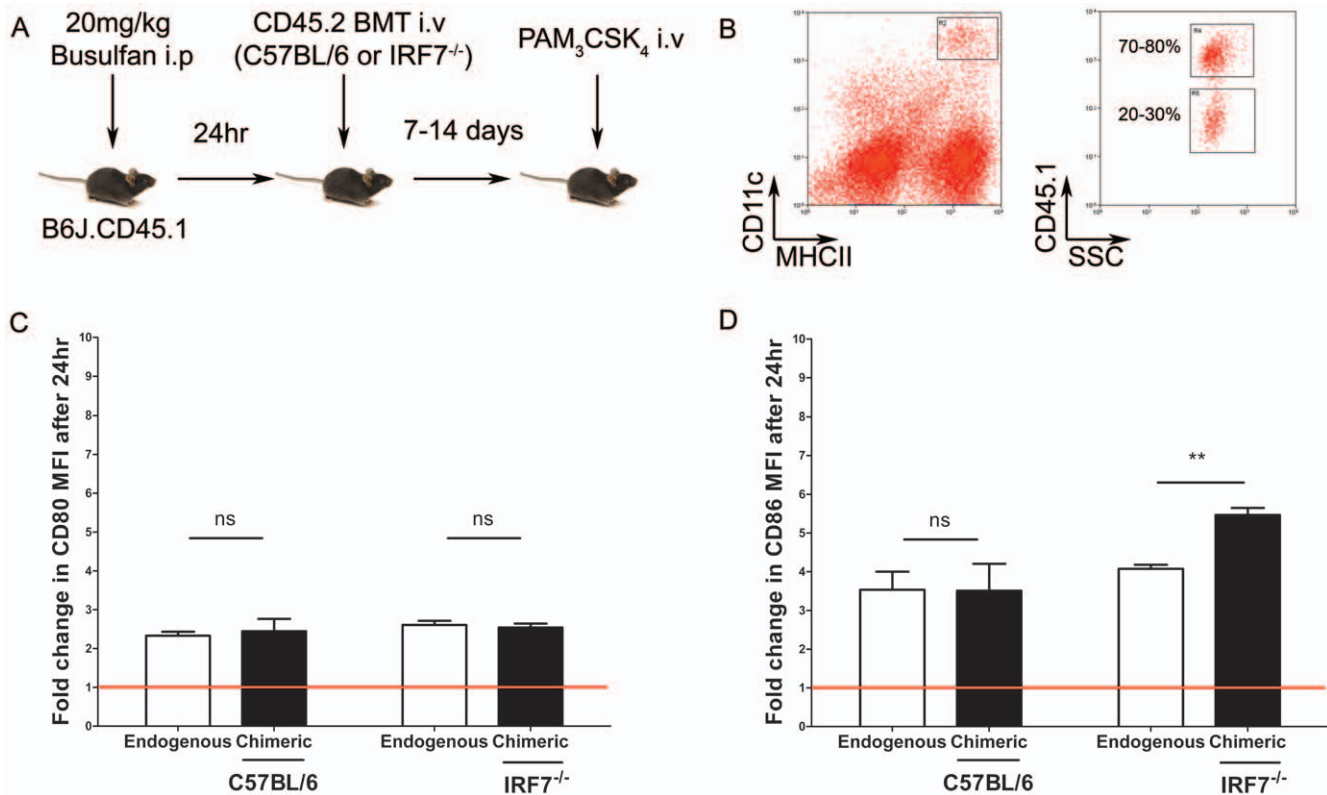 A
20mg/kg
Busulfan i.p
CD45.2 BMT i.v
(C57BL/6 or IRF7-/-)
PAM3CSK4 i.v
24hr
7-14 days
B6J.CD45.1
B
R2
CD11c
MHCII
70-80%
20-30%
R4
R5
CD45.1
SSC
C
Fold change in CD80 MFI after 24hr
10
9
8
7
6
5
4
3
2
1
0
ns
ns
Endogenous Chimeric
Endogenous Chimeric
C57BL/6
IRF7-/-
D
Fold change in CD86 MFI after 24hr
10
9
8
7
6
5
4
3
2
1
0
ns
**
Endogenous Chimeric
Endogenous Chimeric
C57BL/6
IRF7-/-